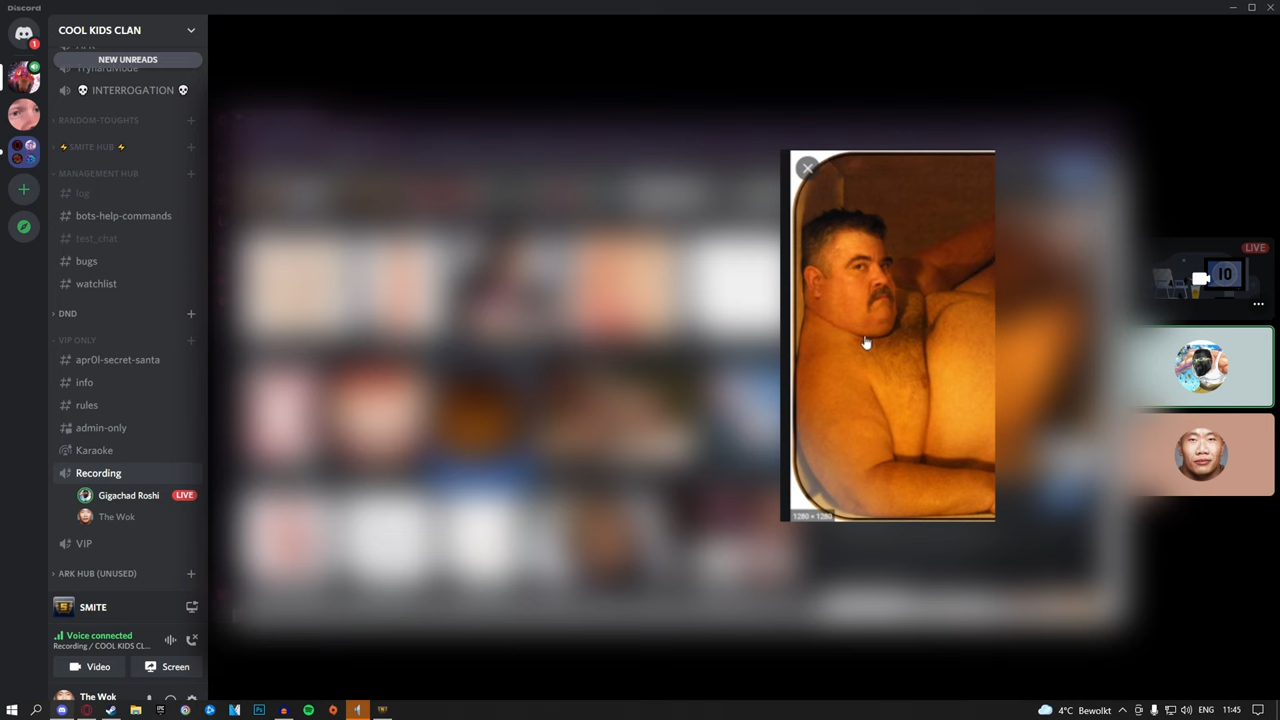 Discord
COOL KIDS CLAN
NEW UNREADS
💀 INTERROGATION 💀
RANDOM-TOUGHTS
⚡ SMITE HUB ⚡
MANAGEMENT HUB
log
bots-help-commands
test_chat
bugs
watchlist
DND
VIP ONLY
apr0l-secret-santa
info
rules
admin-only
Karaoke
Recording
Gigachad Roshi LIVE
The Wok
VIP
ARK HUB (UNUSED)
SMITE
Voice connected
Recording / COOL KIDS CL...
Video Screen
The Wok
1280 × 1280
LIVE
10
1
4°C Bewolkt ENG 11:45